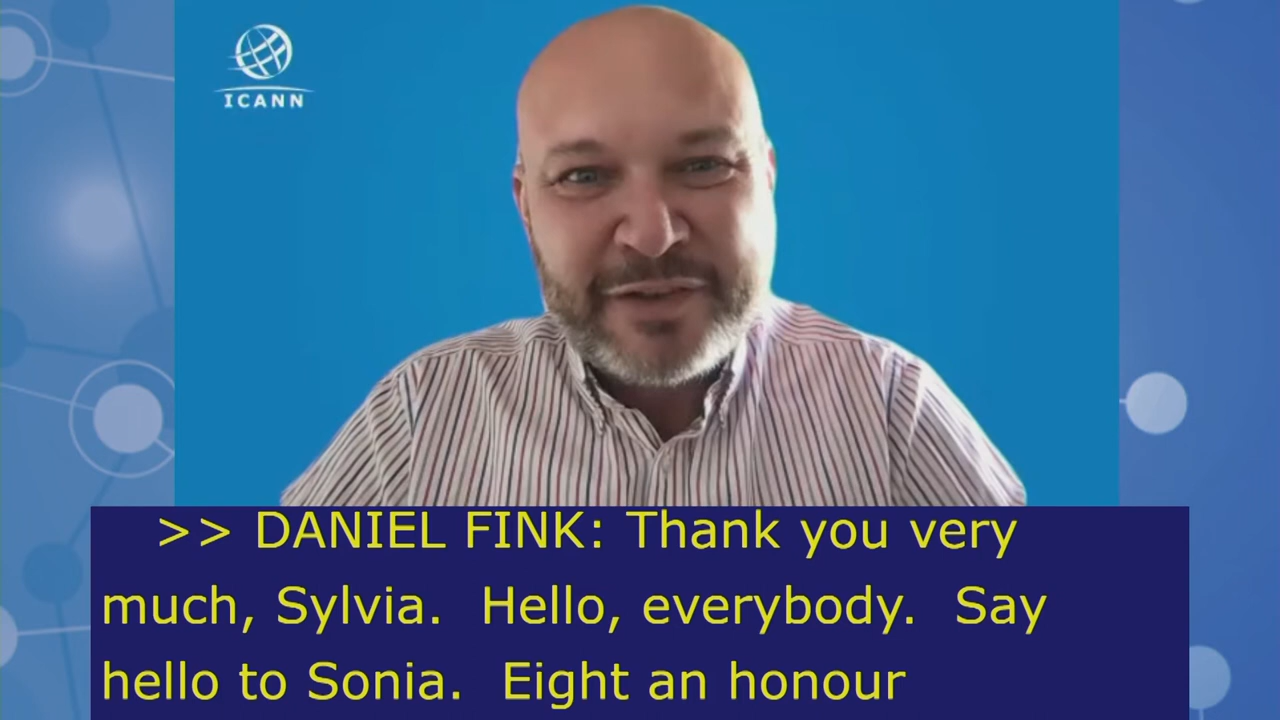 ICANN
>> DANIEL FINK: Thank you very
much, Sylvia. Hello, everybody. Say
hello to Sonia. Eight an honour